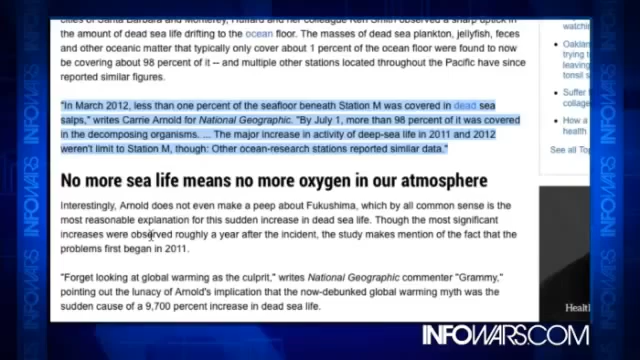 cities of Santa Barbara and Monterey, Huffard and her colleague Ken Smith observed a sharp uptick in
the amount of dead sea life drifting to the ocean floor. The masses of dead sea plankton, jellyfish, feces
and other oceanic matter that typically only cover about 1 percent of the ocean floor were found to now
be covering about 98 percent of it -- and multiple other stations located throughout the Pacific have since
reported similar figures.
"In March 2012, less than one percent of the seafloor beneath Station M was covered in dead sea
salps," writes Carrie Arnold for National Geographic. "By July 1, more than 98 percent of it was covered
in the decomposing organisms. ... The major increase in activity of deep-sea life in 2011 and 2012
weren't limited to Station M, though: Other ocean-research stations reported similar data."
No more sea life means no more oxygen in our atmosphere
Interestingly, Arnold does not even make a peep about Fukushima, which by all common sense is the
most reasonable explanation for this sudden increase in dead sea life. Though the most significant
increases were observed roughly a year after the incident, the study makes mention of the fact that the
problems first began in 2011.
"Forget looking at global warming as the culprit," writes National Geographic commenter "Grammy,"
pointing out the lunacy of Arnold's implication that the now-debunked global warming myth was the
sudden cause of a 9,700 percent increase in dead sea life.
watchin
Oaklan
trying t
leaving
tonsil s
Suffer f
collage
How a
health
See all Top
Healt
INFOWARS
INFOWARS
INFOWARS.COM